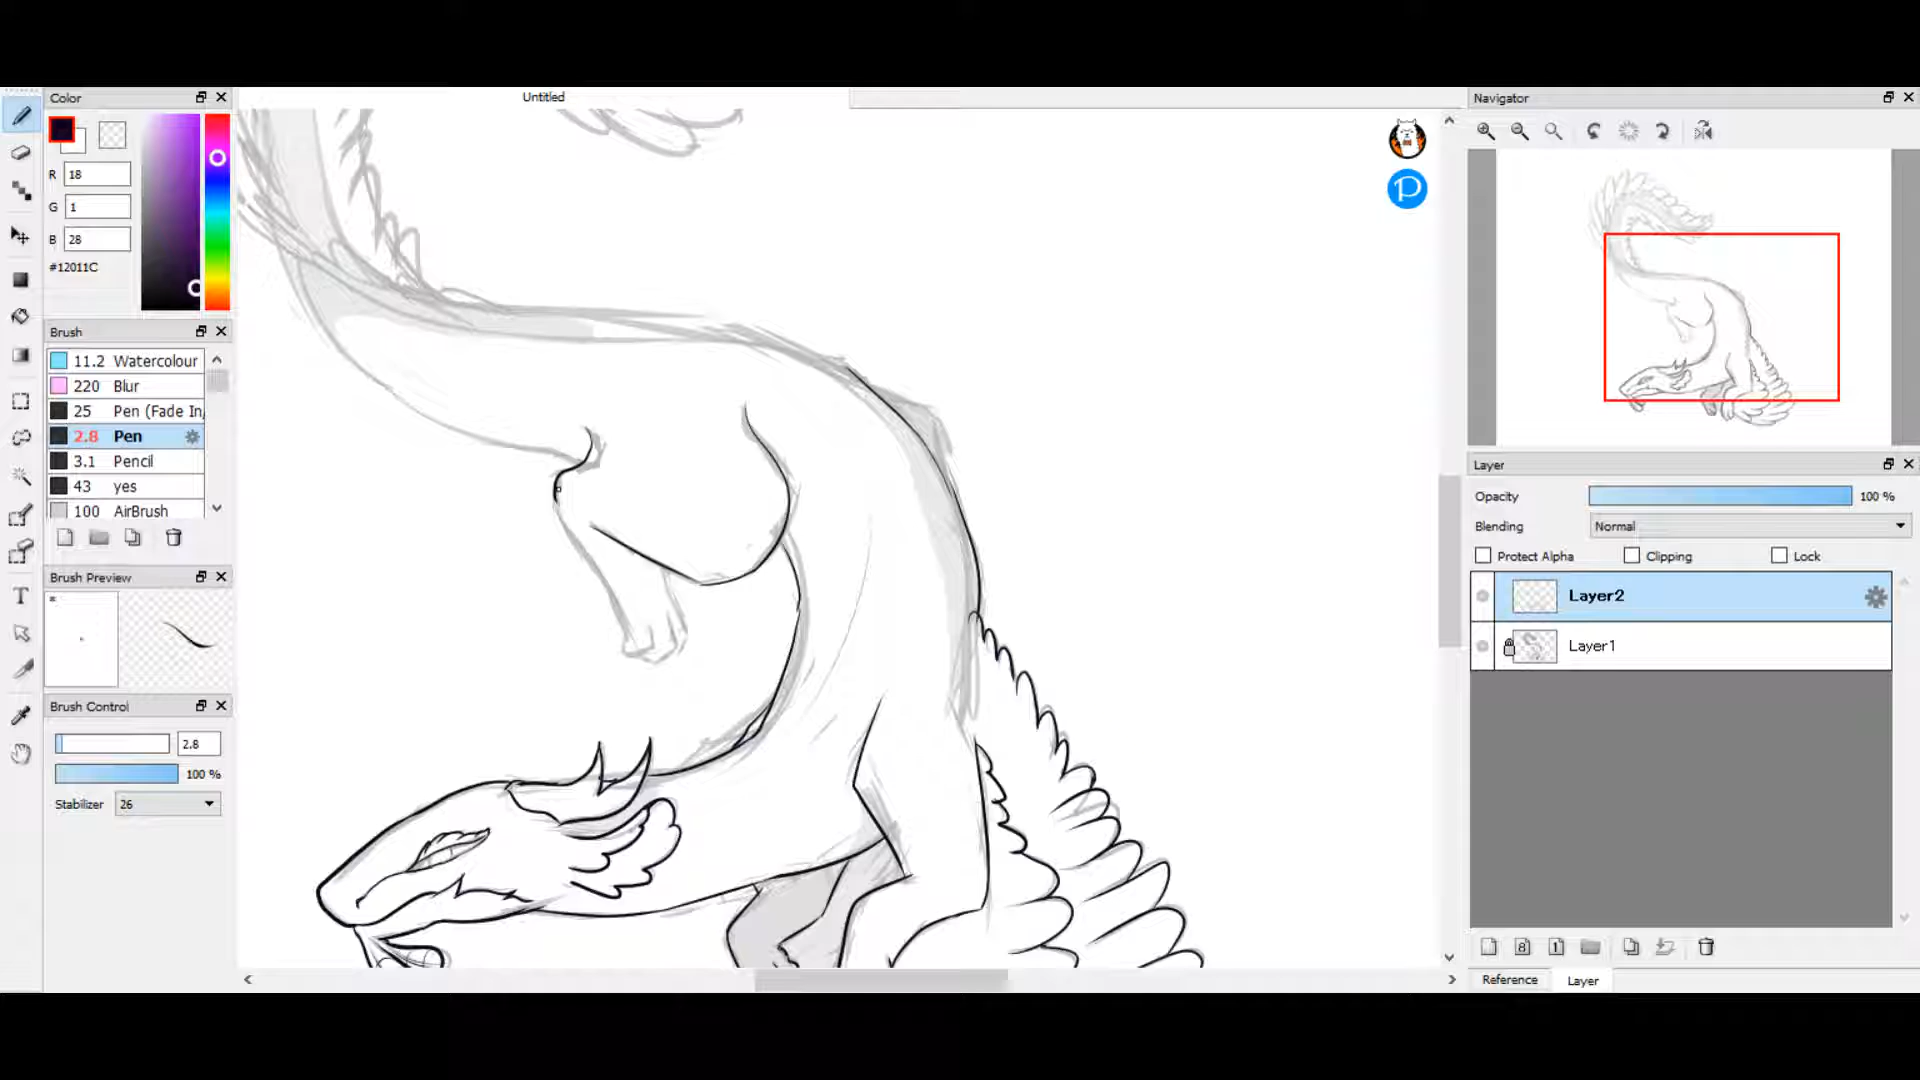 Color
Untitled
Navigator
R 18
G 1
B 28
#12011C
Brush
11.2 Watercolour
220 Blur
25 Pen (Fade In,
2.8 Pen
3.1 Pencil
43 yes
100 AirBrush
Brush Preview
Brush Control
2.8
100 %
Stabilizer 26
T
P
Layer
Opacity 100 %
Blending Normal
Protect Alpha Clipping Lock
Layer2
Layer1
8 1
Reference Layer